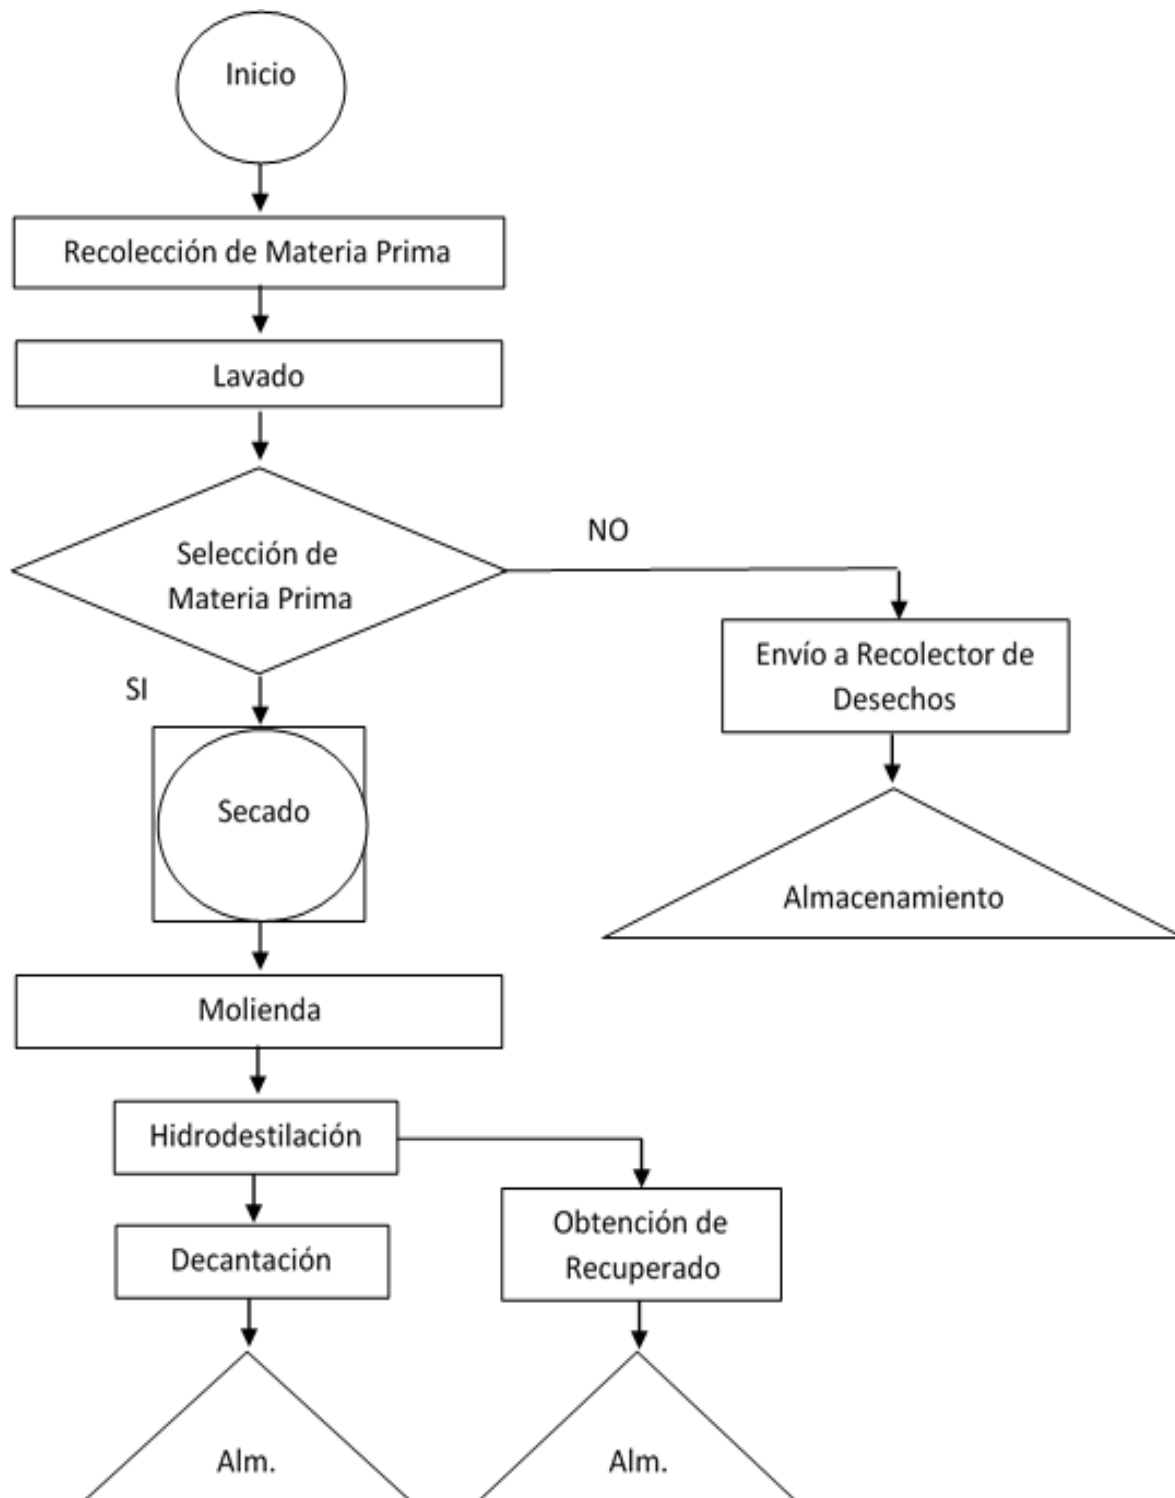 Inicio
Recolección de Materia Prima
Lavado
Selección de
Materia Prima
NO
SI
Envío a Recolector de
Desechos
Secado
Almacenamiento
Molienda
Hidrodestilación
Obtención de
Recuperado
Decantación
Alm.
Alm.